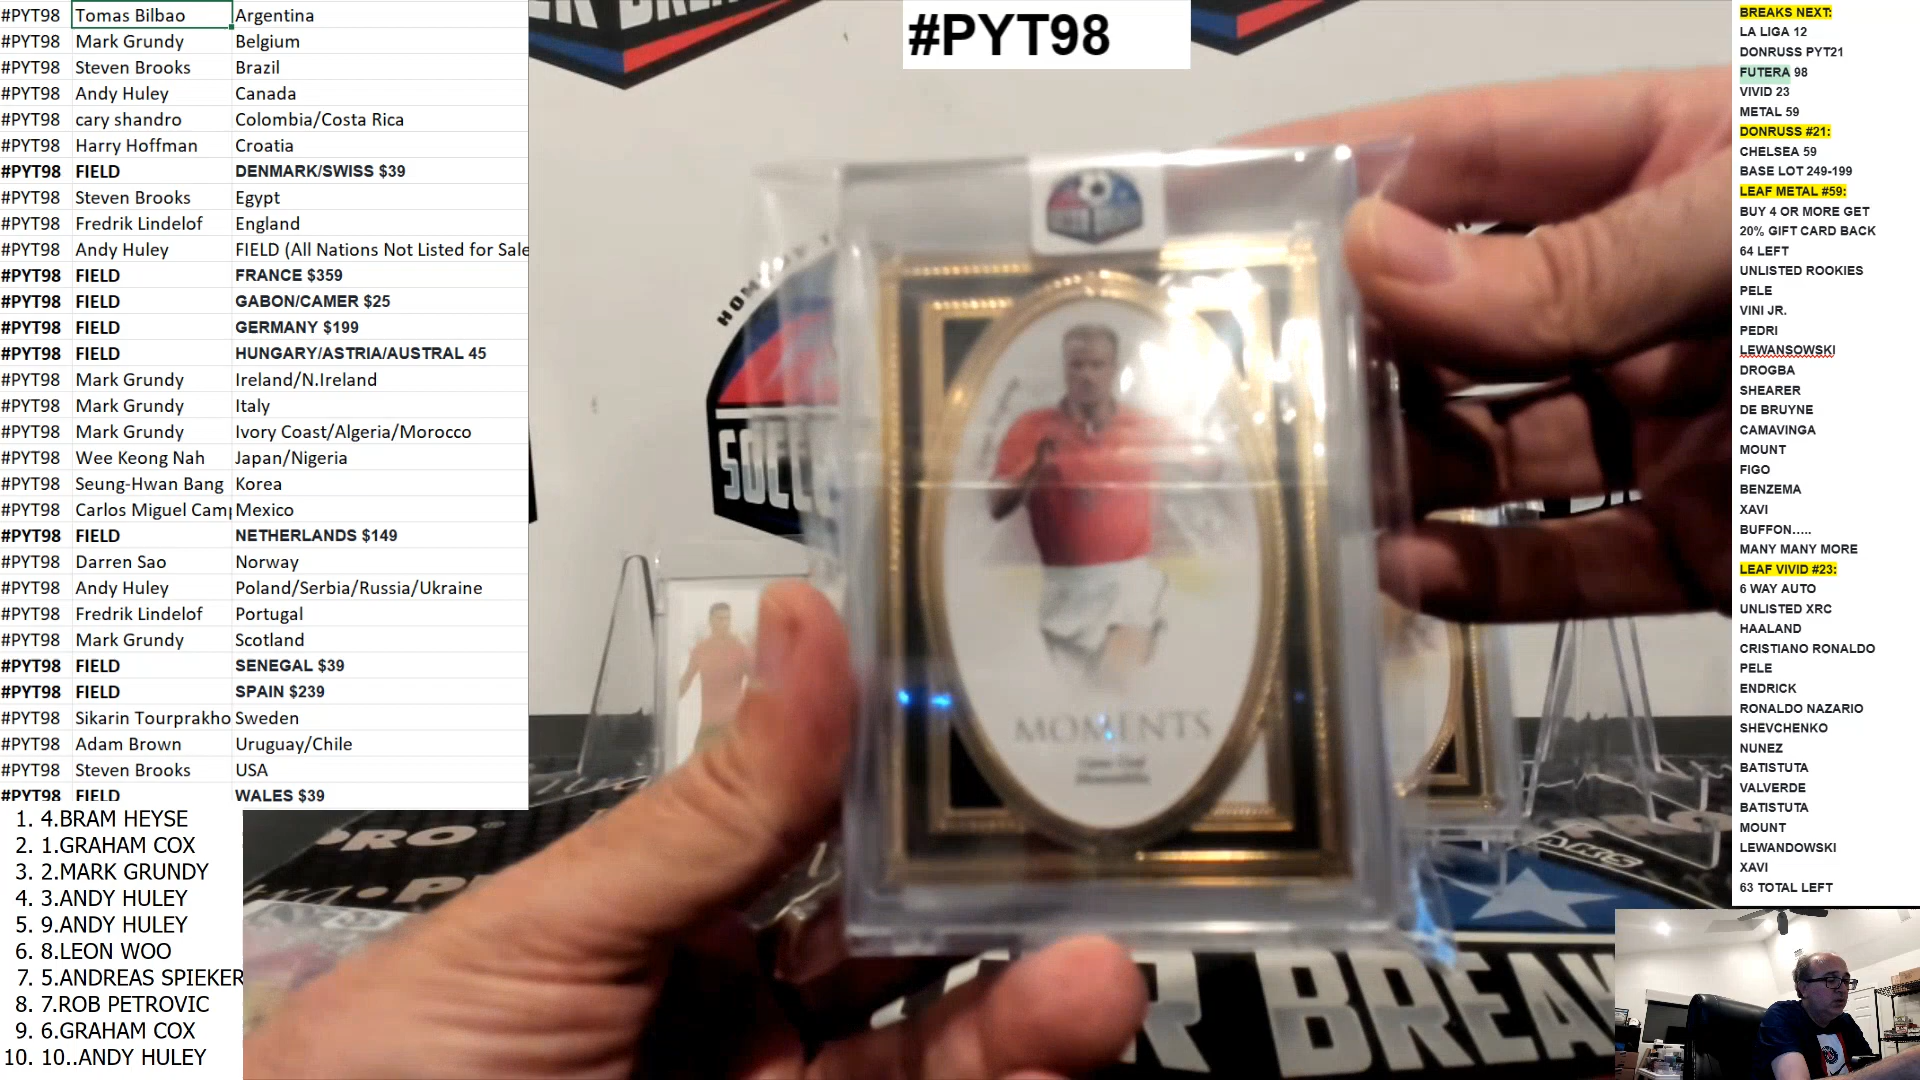 #PYT98 Tomas Bilbao Argentina
#PYT98 Mark Grundy Belgium
#PYT98 Steven Brooks Brazil
#PYT98 Andy Huley Canada
#PYT98 cary shandro Colombia/Costa Rica
#PYT98 Harry Hoffman Croatia
#PYT98 FIELD DENMARK/SWISS $39
#PYT98 Steven Brooks Egypt
#PYT98 Fredrik Lindelof England
#PYT98 Andy Huley FIELD (All Nations Not Listed for Sale
#PYT98 FIELD FRANCE $359
#PYT98 FIELD GABON/CAMER $25
#PYT98 FIELD GERMANY $199
#PYT98 FIELD HUNGARY/ASTRIA/AUSTRAL 45
#PYT98 Mark Grundy Ireland/N.Ireland
#PYT98 Mark Grundy Italy
#PYT98 Mark Grundy Ivory Coast/Algeria/Morocco
#PYT98 Wee Keong Nah Japan/Nigeria
#PYT98 Seung-Hwan Bang Korea
#PYT98 Carlos Miguel Cam Mexico
#PYT98 FIELD NETHERLANDS $149
#PYT98 Darren Sao Norway
#PYT98 Andy Huley Poland/Serbia/Russia/Ukraine
#PYT98 Fredrik Lindelof Portugal
#PYT98 Mark Grundy Scotland
#PYT98 FIELD SENEGAL $39
#PYT98 FIELD SPAIN $239
#PYT98 Sikarin Tourprakho Sweden
#PYT98 Adam Brown Uruguay/Chile
#PYT98 Steven Brooks USA
#PYT98 FIELD WALES $39
1. 4.BRAM HEYSE
2. 1.GRAHAM COX
3. 2.MARK GRUNDY
4. 3.ANDY HULEY
5. 9.ANDY HULEY
6. 8.LEON WOO
7. 5.ANDREAS SPIEKER
8. 7.ROB PETROVIC
9. 6.GRAHAM COX
10. 10..ANDY HULEY
#PYT98
SOCC
MOMENTS
PRO
ER BREAK
BREAKS NEXT:
LA LIGA 12
DONRUSS PYT21
FUTERA 98
VIVID 23
METAL 59
DONRUSS #21:
CHELSEA 59
BASE LOT 249-199
LEAF METAL #59:
BUY 4 OR MORE GET
20% GIFT CARD BACK
64 LEFT
UNLISTED ROOKIES
PELE
VINI JR.
PEDRI
LEWANSOWSKI
DROGBA
SHEARER
DE BRUYNE
CAMAVINGA
MOUNT
FIGO
BENZEMA
XAVI
BUFFON.....
MANY MANY MORE
LEAF VIVID #23:
6 WAY AUTO
UNLISTED XRC
HAALAND
CRISTIANO RONALDO
PELE
ENDRICK
RONALDO NAZARIO
SHEVCHENKO
NUNEZ
BATISTUTA
VALVERDE
BATISTUTA
MOUNT
LEWANDOWSKI
XAVI
63 TOTAL LEFT